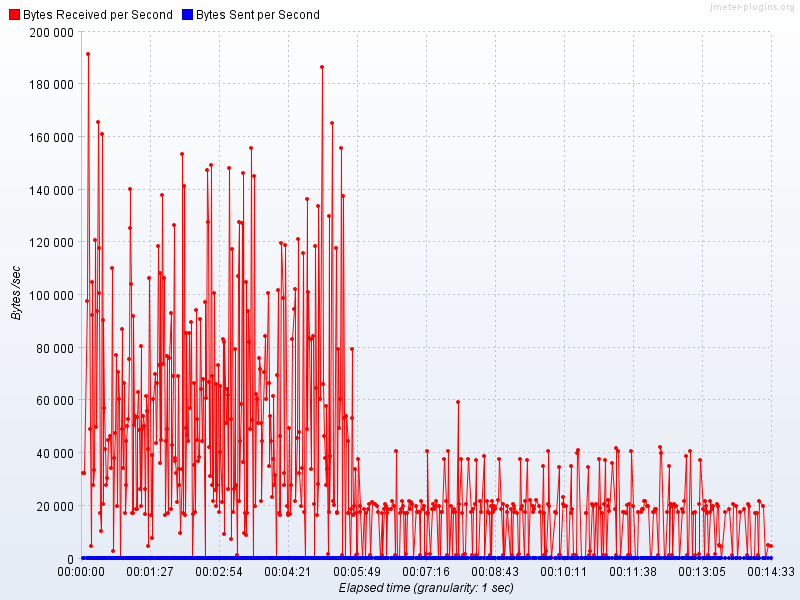 jmeter-plugins.org
Bytes Received per Second Bytes Sent per Second
200 000
180 000
160 000
140 000
120 000
100 000
80 000
60 000
40 000
20 000
0
Bytes /sec
00:00:00 00:01:27 00:02:54 00:04:21 00:05:49 00:07:16 00:08:43 00:10:11 00:11:38 00:13:05 00:14:33
Elapsed time (granularity: 1 sec)